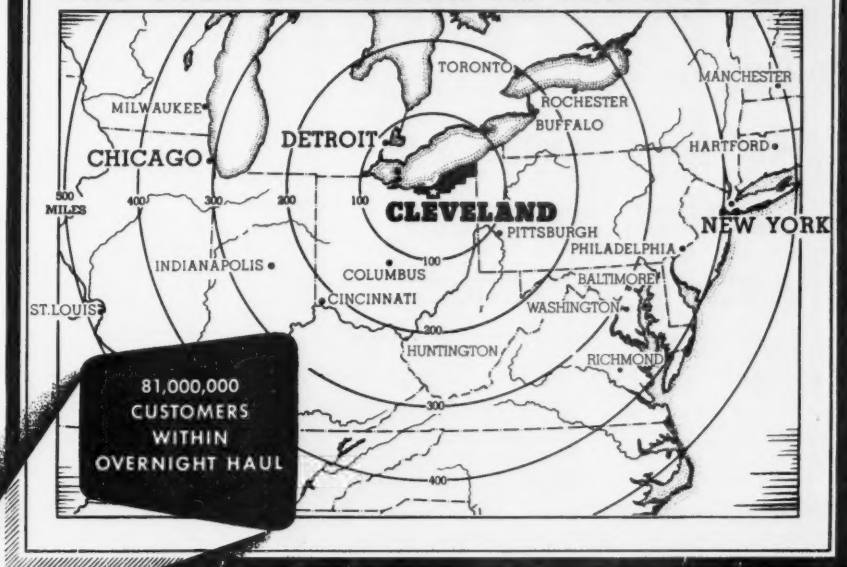 TORONTO
MANCHESTER
MILWAUKEE
ROCHESTER
BUFFALO
DETROIT
HARTFORD
CHICAGO
500
MILES
400
300
200
100
CLEVELAND
NEW YORK
PITTSBURGH
PHILADELPHIA
100
INDIANAPOLIS
COLUMBUS
BALTIMORE
CINCINNATI
WASHINGTON
ST. LOUIS
200
HUNTINGTON
RICHMOND
81,000,000
CUSTOMERS
WITHIN
OVERNIGHT HAUL
300
400